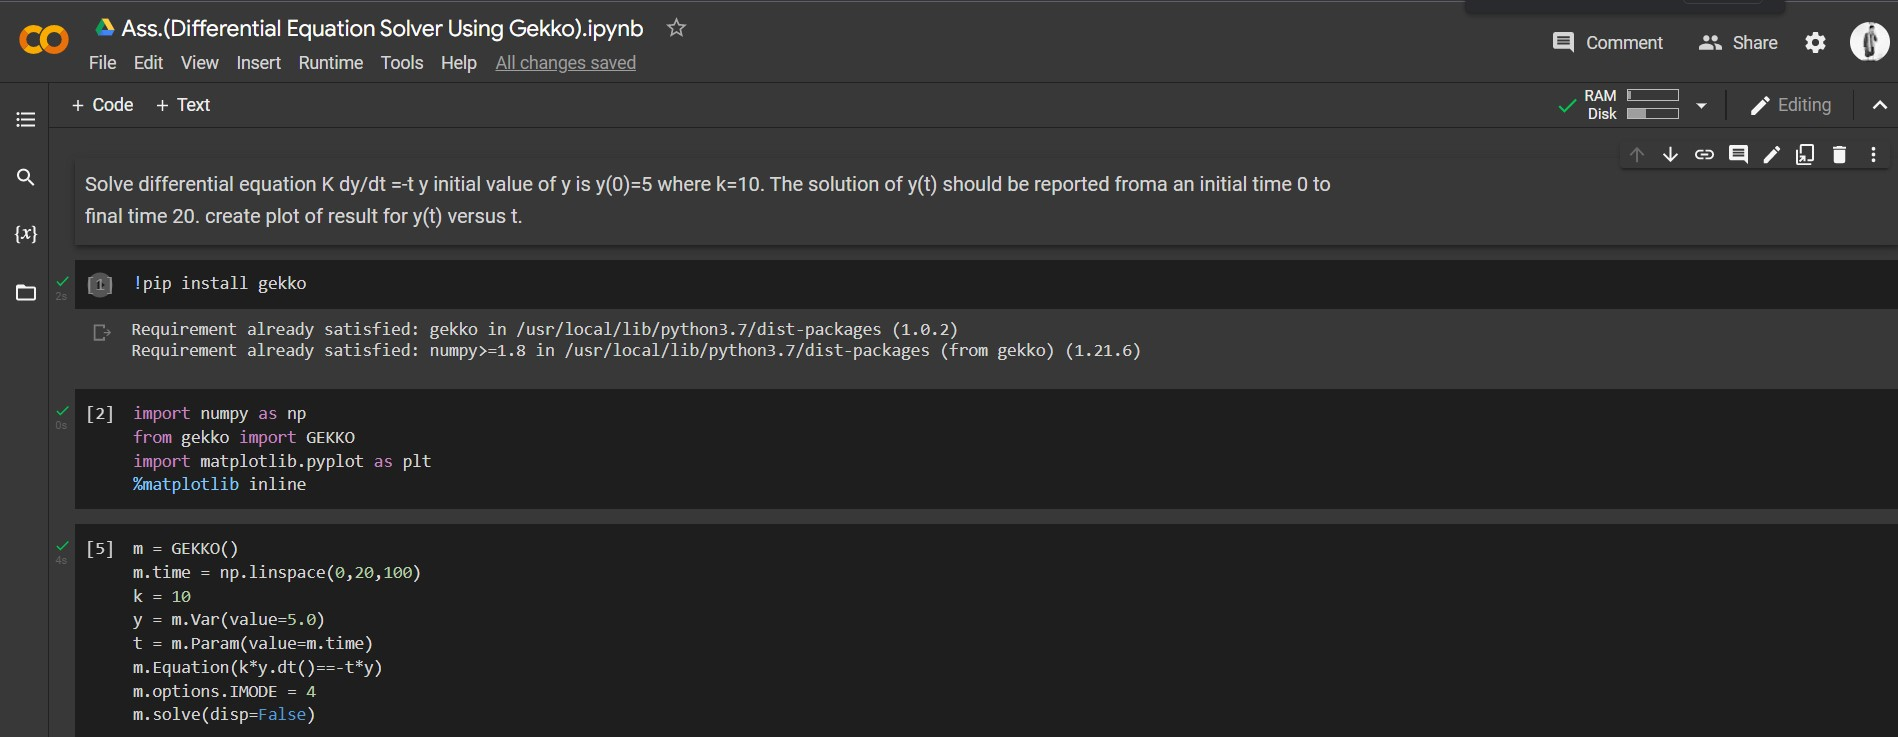 Ass.(Differential Equation Solver Using Gekko).ipynb
File Edit View Insert Runtime Tools Help All changes saved
Comment Share
+ Code + Text
RAM
Disk
Editing
{x}
Solve differential equation K dy/dt =-t y initial value of y is y(0)=5 where k=10. The solution of y(t) should be reported froma an initial time 0 to
final time 20. create plot of result for y(t) versus t.
[1] !pip install gekko
2s
Requirement already satisfied: gekko in /usr/local/lib/python3.7/dist-packages (1.0.2)
Requirement already satisfied: numpy>=1.8 in /usr/local/lib/python3.7/dist-packages (from gekko) (1.21.6)
[2] import numpy as np
0s
from gekko import GEKKO
import matplotlib.pyplot as plt
%matplotlib inline
[5] m = GEKKO()
4s
m.time = np.linspace(0,20,100)
k = 10
y = m.Var(value=5.0)
t = m.Param(value=m.time)
m.Equation(k*y.dt()==-t*y)
m.options.IMODE = 4
m.solve(disp=False)